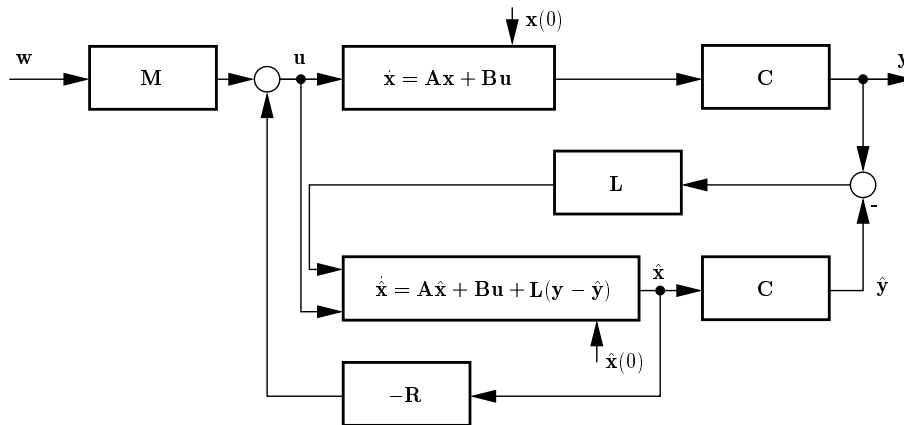 x(0)
w
M
u
ẋ = Ax + Bu
C
y
L
-
x̂̇ = Ax̂ + Bu + L(y − ŷ)
x̂
C
ŷ
x̂(0)
−R